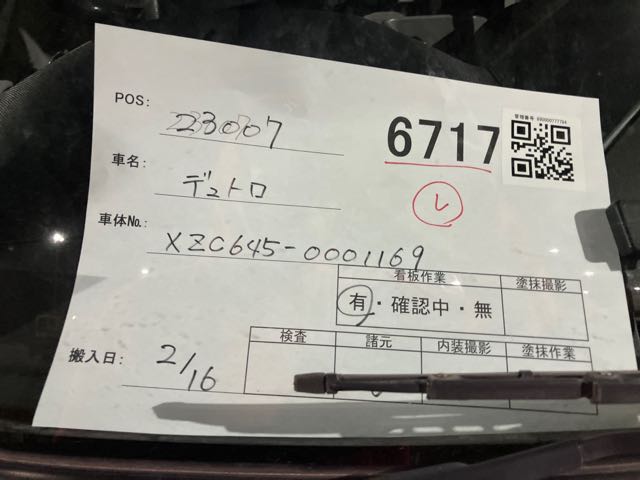 POS: 23007
6717
管理番号
車名: デュトロ
レ
車体No.: XZC645-0001169
看板作業 塗抹撮影
有・確認中・無
検査 諸元 内装撮影 塗抹作業
搬入日: 2/16